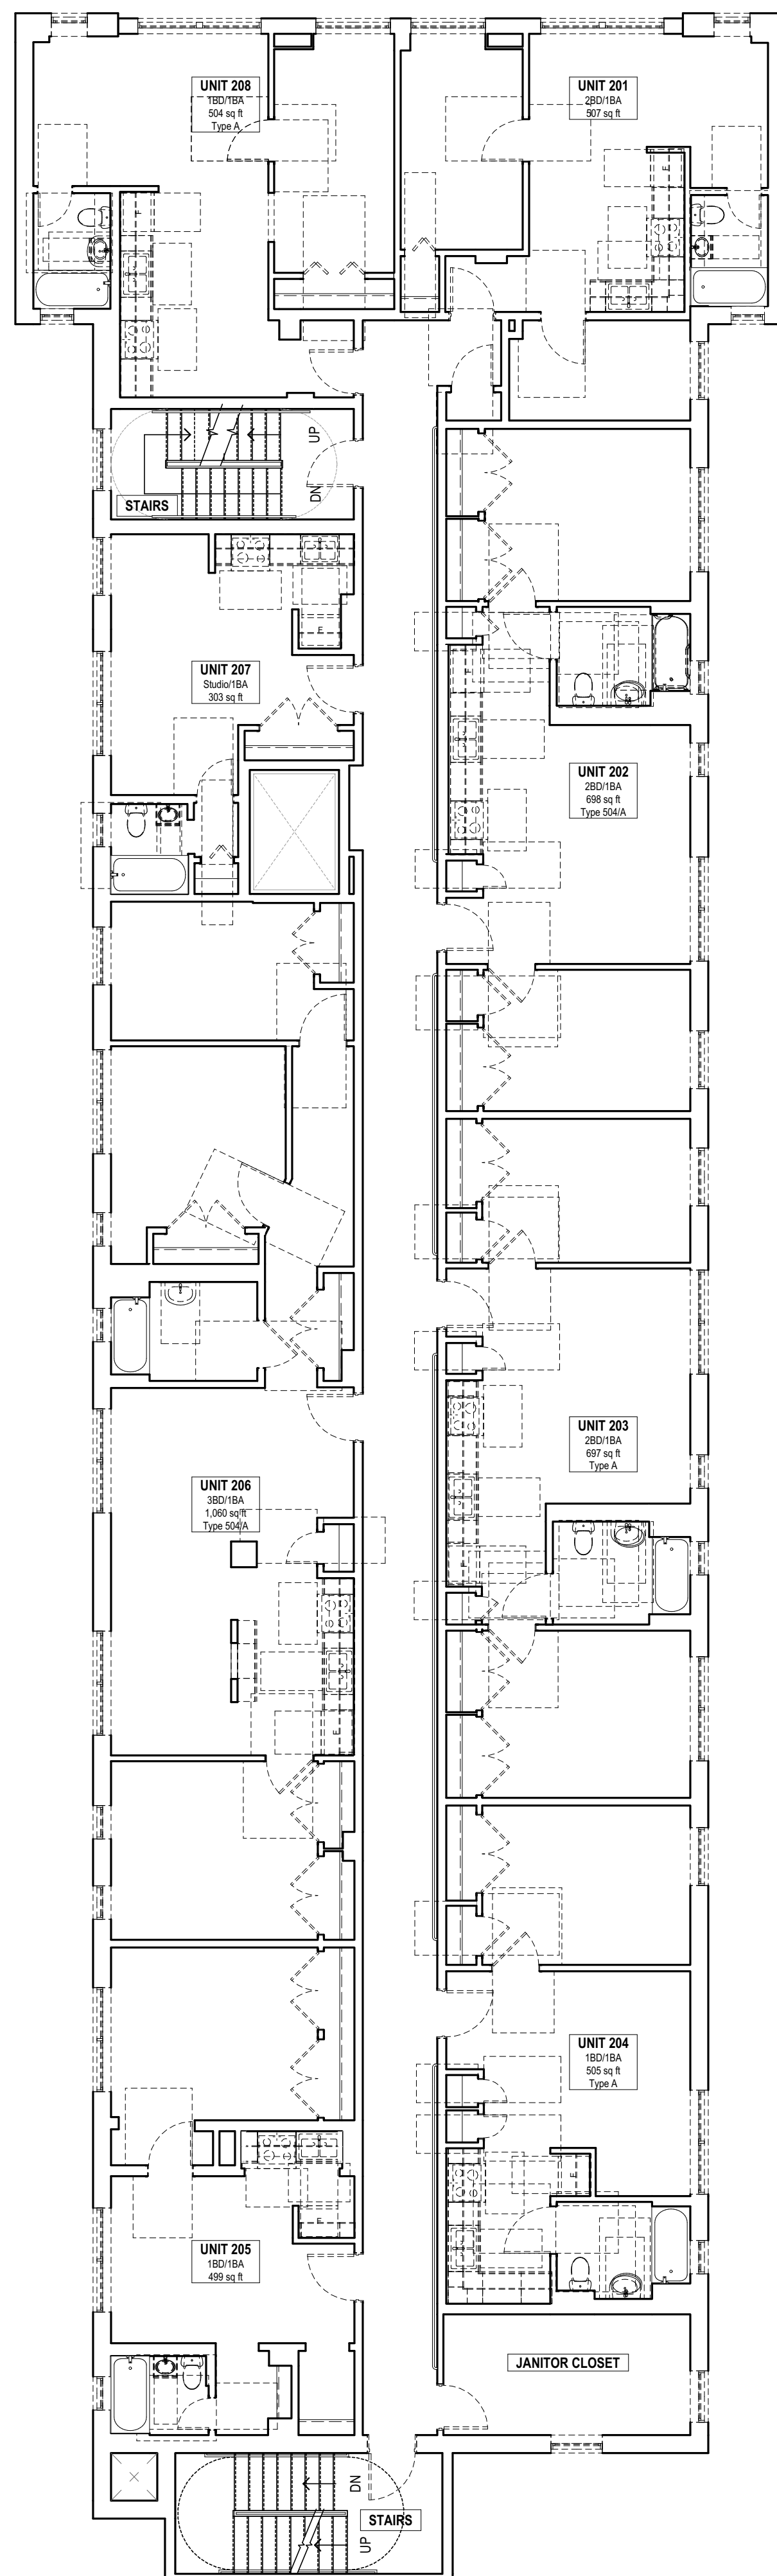 UNIT 208
1BD/1BA
504 sq ft
Type A
UNIT 201
2BD/1BA
507 sq ft
F
F
UP
DN
STAIRS
F
UNIT 207
Studio/1BA
303 sq ft
F
UNIT 202
2BD/1BA
698 sq ft
Type 504/A
UNIT 203
2BD/1BA
697 sq ft
Type A
UNIT 206
3BD/1BA
1,060 sq ft
Type 504/A
F
F
UNIT 204
1BD/1BA
505 sq ft
Type A
F
F
UNIT 205
1BD/1BA
499 sq ft
JANITOR CLOSET
DN
STAIRS
UP